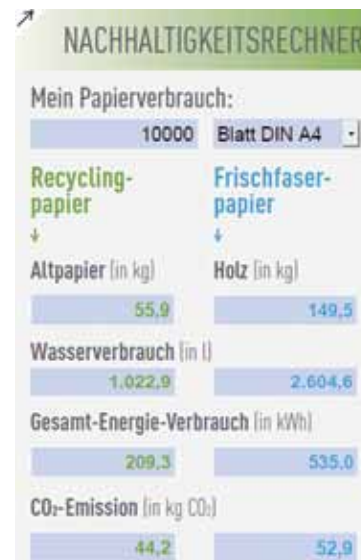 NACHHALTIGKEITSRECHNER
Mein Papierverbrauch:
10000 Blatt DIN A4
Recycling- Frischfaser-
papier papier
↓ ↓
Altpapier (in kg) Holz (in kg)
55,9 149,5
Wasserverbrauch (in l)
1.022,9 2.604,6
Gesamt-Energie-Verbrauch (in kWh)
209,3 535,0
CO₂-Emission (in kg CO₂)
44,2 52,9